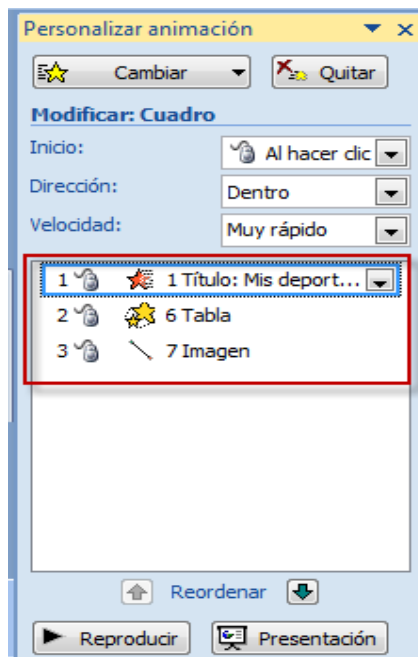 Personalizar animación
Cambiar Quitar
Modificar: Cuadro
Inicio: Al hacer clic
Dirección: Dentro
Velocidad: Muy rápido
1 1 Título: Mis deport...
2 6 Tabla
3 7 Imagen
Reordenar
Reproducir Presentación